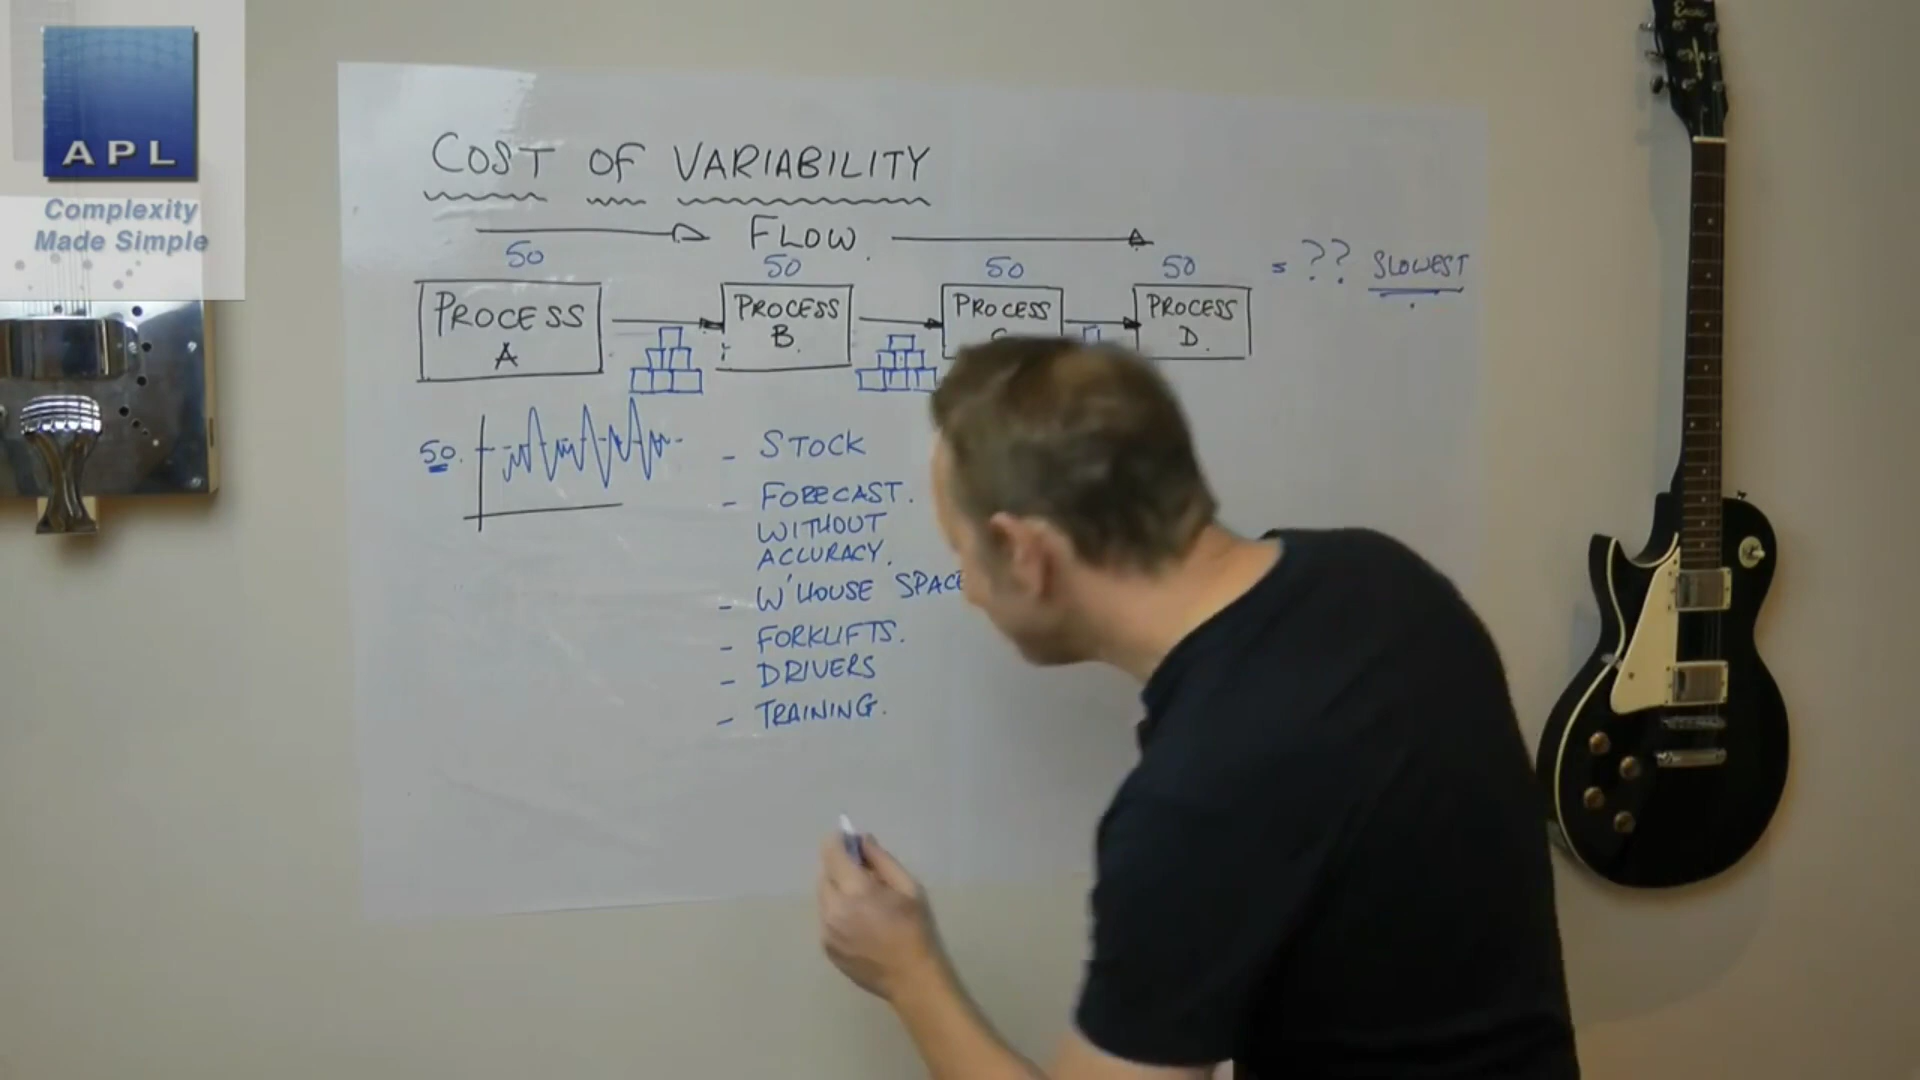 APL
Complexity
Made Simple
COST OF VARIABILITY
FLOW.
50 50 50 50 = ?? SLOWEST
PROCESS A
PROCESS B.
PROCESS
PROCESS D.
50.
- STOCK
- FORECAST.
WITHOUT
ACCURACY.
- W'HOUSE SPACE
- FORKLIFTS.
- DRIVERS
- TRAINING.